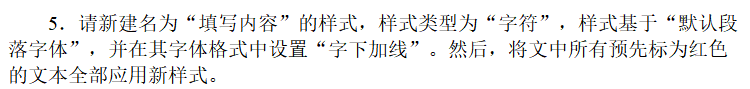 5．请新建名为“填写内容”的样式，样式类型为“字符”，样式基于“默认段
落字体”，并在其字体格式中设置“字下加线”。然后，将文中所有预先标为红色
的文本全部应用新样式。